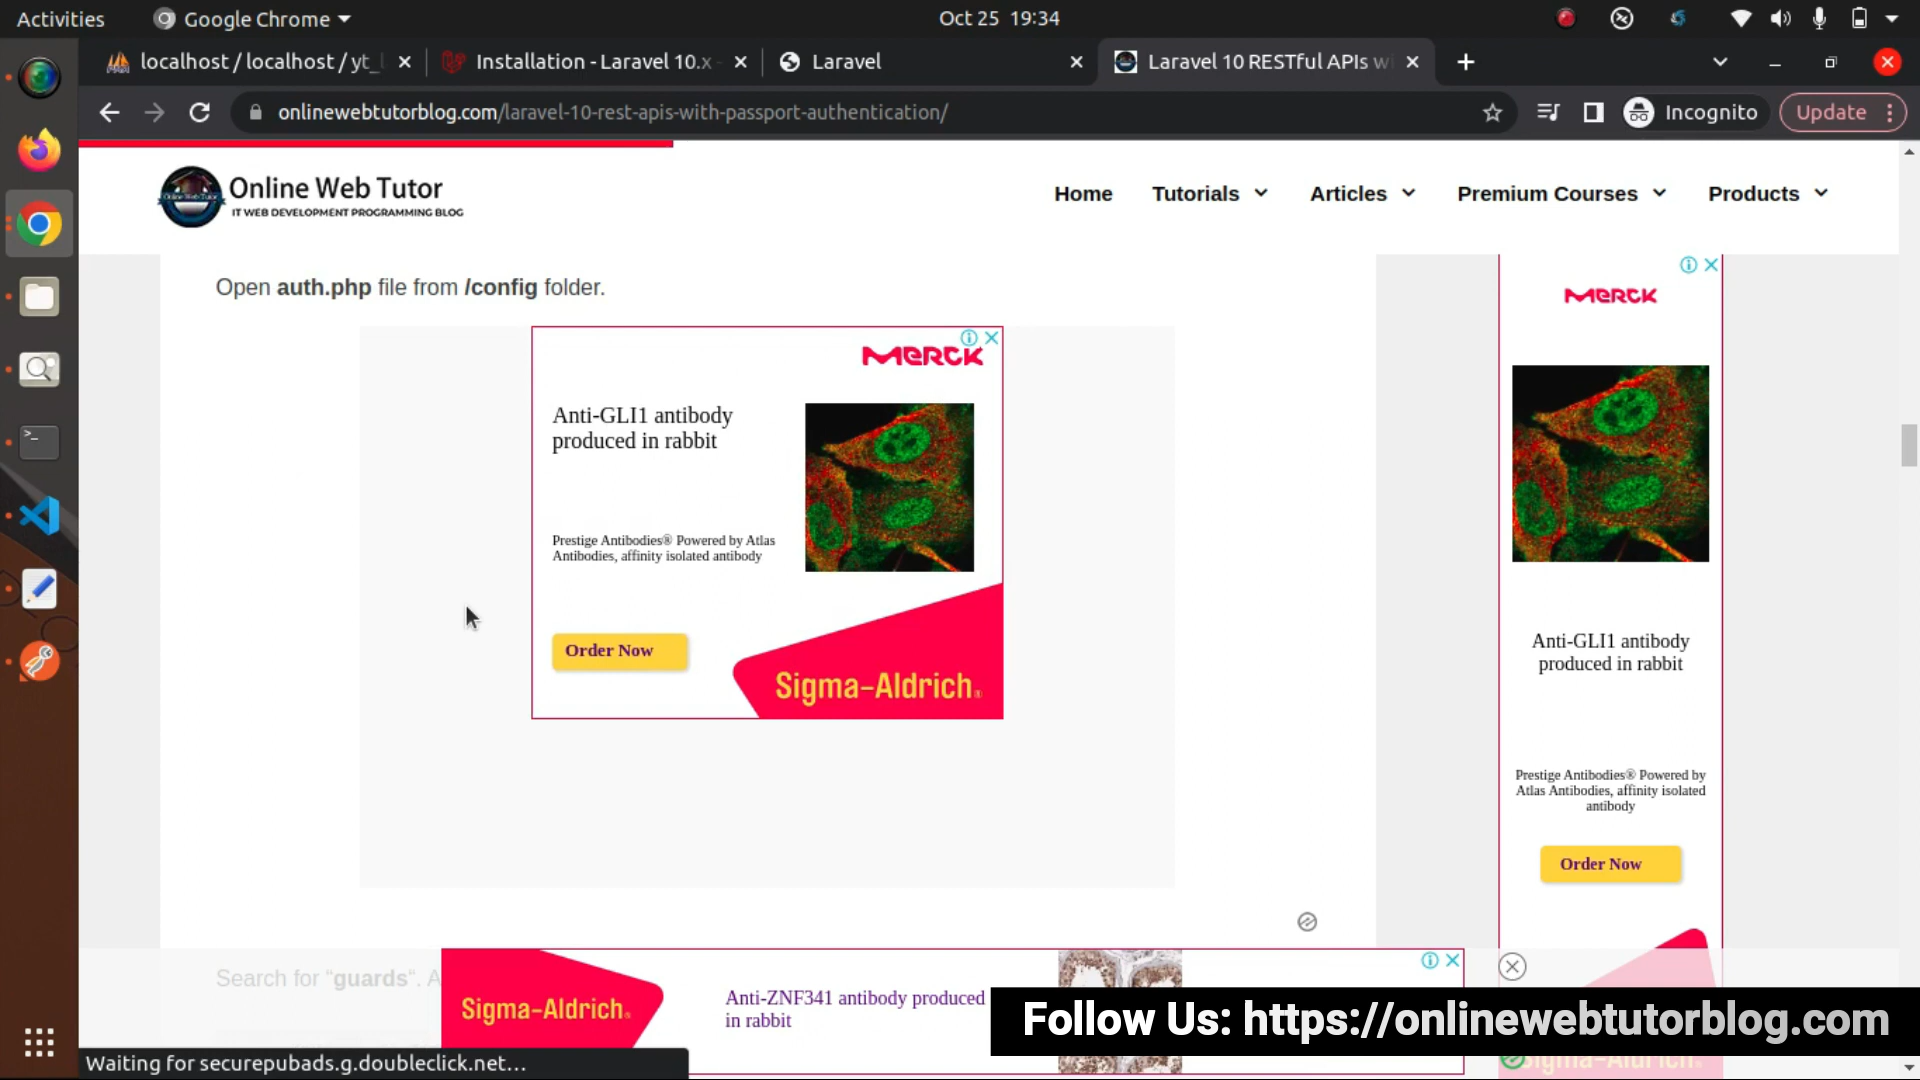 Activities
Google Chrome
Oct 25 19:34
localhost / localhost / yt_l
Installation - Laravel 10.x -
Laravel
Laravel 10 RESTful APIs wi
onlinewebtutorblog.com/laravel-10-rest-apis-with-passport-authentication/
Incognito
Update
Online Web Tutor
IT WEB DEVELOPMENT PROGRAMMING BLOG
Home
Tutorials
Articles
Premium Courses
Products
Open auth.php file from /config folder.
MERCK
Anti-GLI1 antibody
produced in rabbit
Prestige Antibodies® Powered by Atlas
Antibodies, affinity isolated antibody
Order Now
Sigma-Aldrich®
MERCK
Anti-GLI1 antibody
produced in rabbit
Prestige Antibodies® Powered by
Atlas Antibodies, affinity isolated
antibody
Order Now
Sigma-Aldrich
Search for “guards“. A
Sigma-Aldrich®
Anti-ZNF341 antibody produced
in rabbit
Follow Us: https://onlinewebtutorblog.com
Waiting for securepubads.g.doubleclick.net...